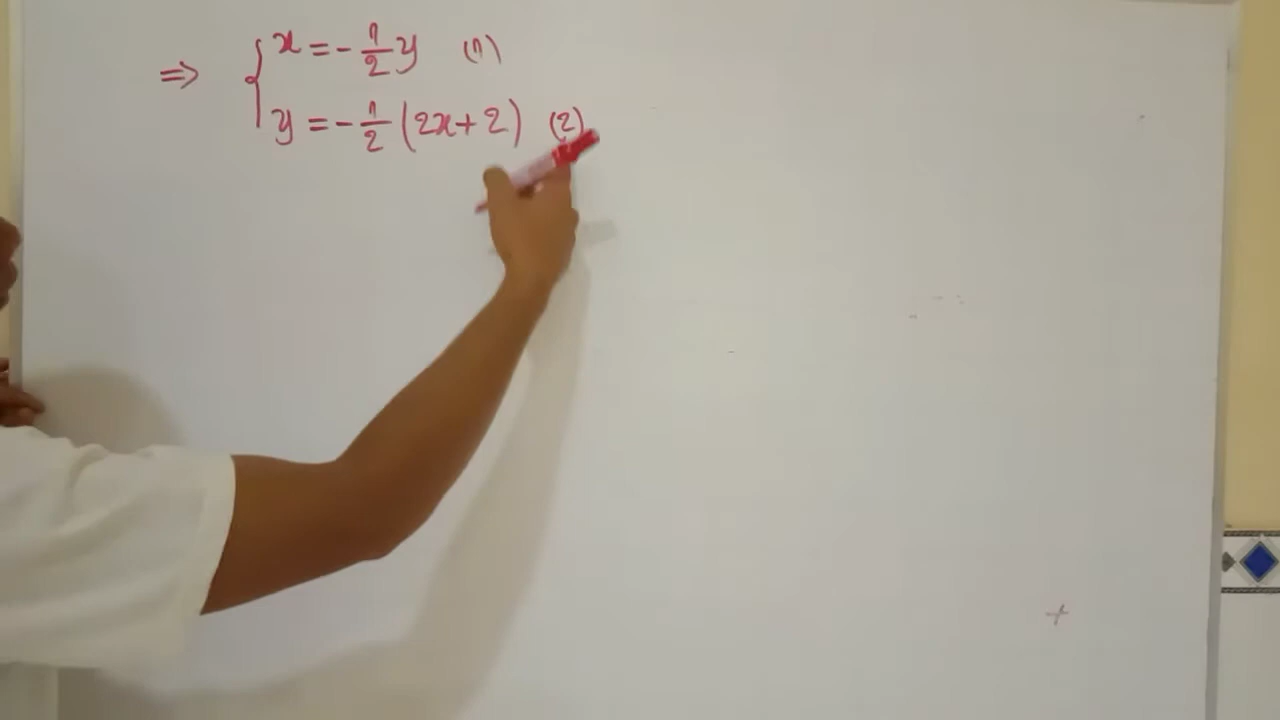 ⇒ { x = - 1/2 y (1)
y = - 1/2 (2x + 2) (2)
+